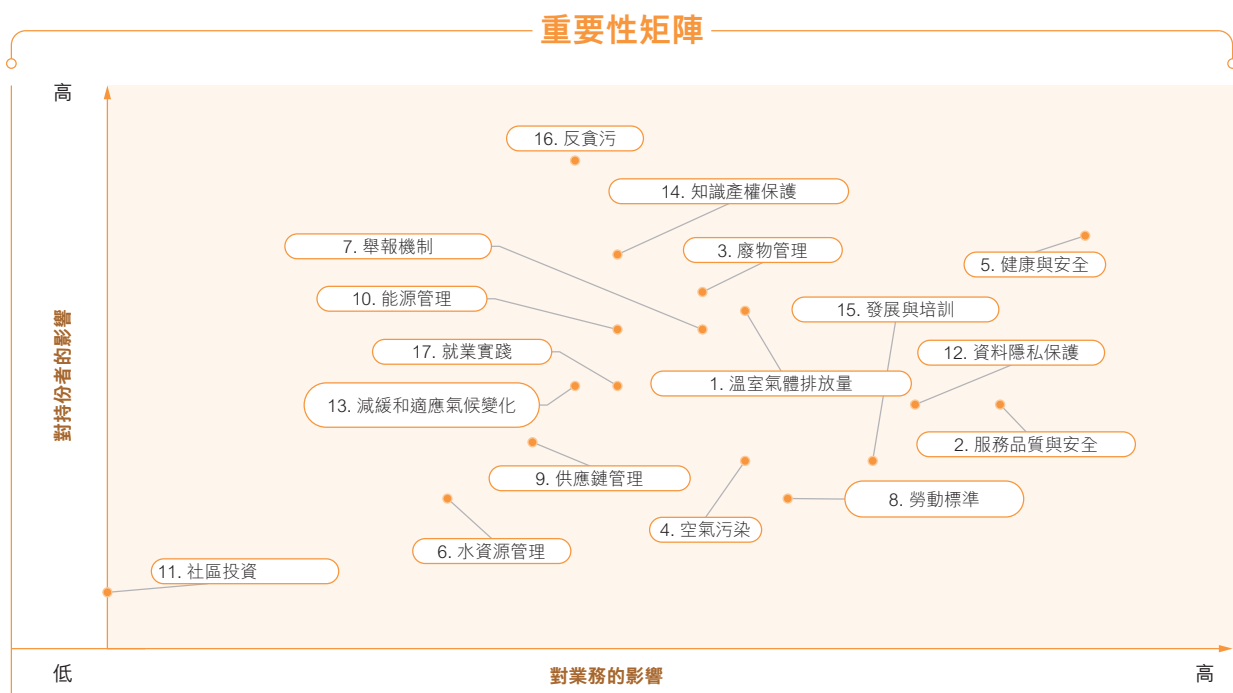 重要性矩陣
高
16. 反貪污
14. 知識產權保護
7. 舉報機制
3. 廢物管理
5. 健康與安全
10. 能源管理
15. 發展與培訓
對持份者的影響
17. 就業實踐
12. 資料隱私保護
1. 溫室氣體排放量
13. 減緩和適應氣候變化
2. 服務品質與安全
9. 供應鏈管理
8. 勞動標準
4. 空氣污染
6. 水資源管理
11. 社區投資
低
對業務的影響
高